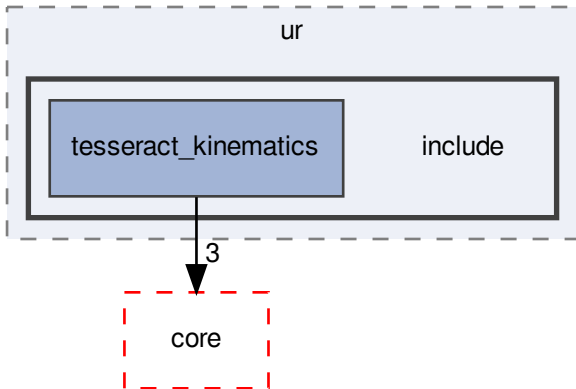 ur
tesseract_kinematics
include
3
core